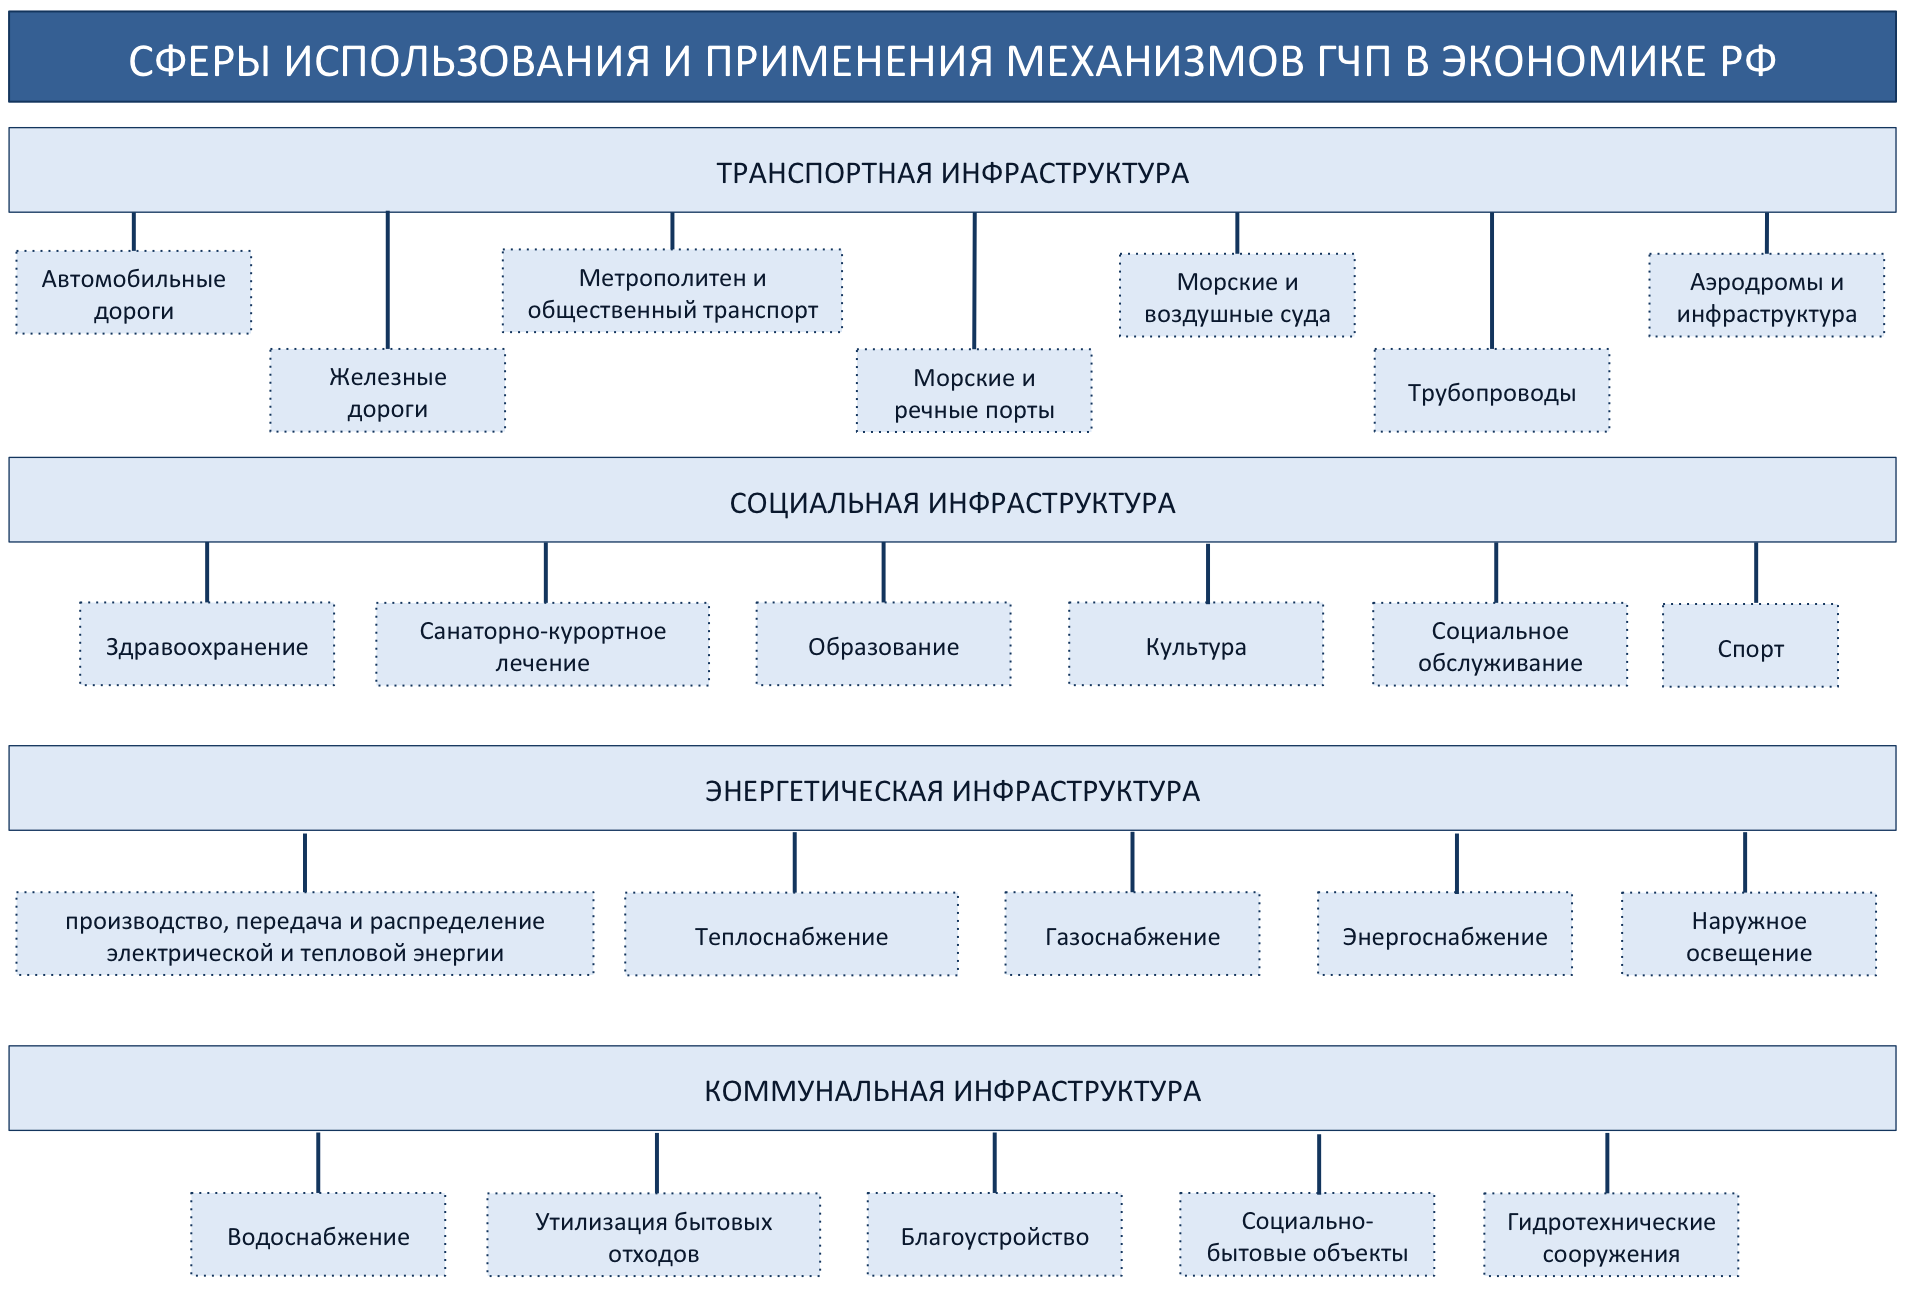 СФЕРЫ ИСПОЛЬЗОВАНИЯ И ПРИМЕНЕНИЯ МЕХАНИЗМОВ ГЧП В ЭКОНОМИКЕ РФ
ТРАНСПОРТНАЯ ИНФРАСТРУКТУРА
Автомобильные
дороги
Железные
дороги
Метрополитен и
общественный транспорт
Морские и
речные порты
Морские и
воздушные суда
Трубопроводы
Аэродромы и
инфраструктура
СОЦИАЛЬНАЯ ИНФРАСТРУКТУРА
Здравоохранение
Санаторно-курортное
лечение
Образование
Культура
Социальное
обслуживание
Спорт
ЭНЕРГЕТИЧЕСКАЯ ИНФРАСТРУКТУРА
производство, передача и распределение
электрической и тепловой энергии
Теплоснабжение
Газоснабжение
Энергоснабжение
Наружное
освещение
КОММУНАЛЬНАЯ ИНФРАСТРУКТУРА
Водоснабжение
Утилизация бытовых
отходов
Благоустройство
Социально-
бытовые объекты
Гидротехнические
сооружения